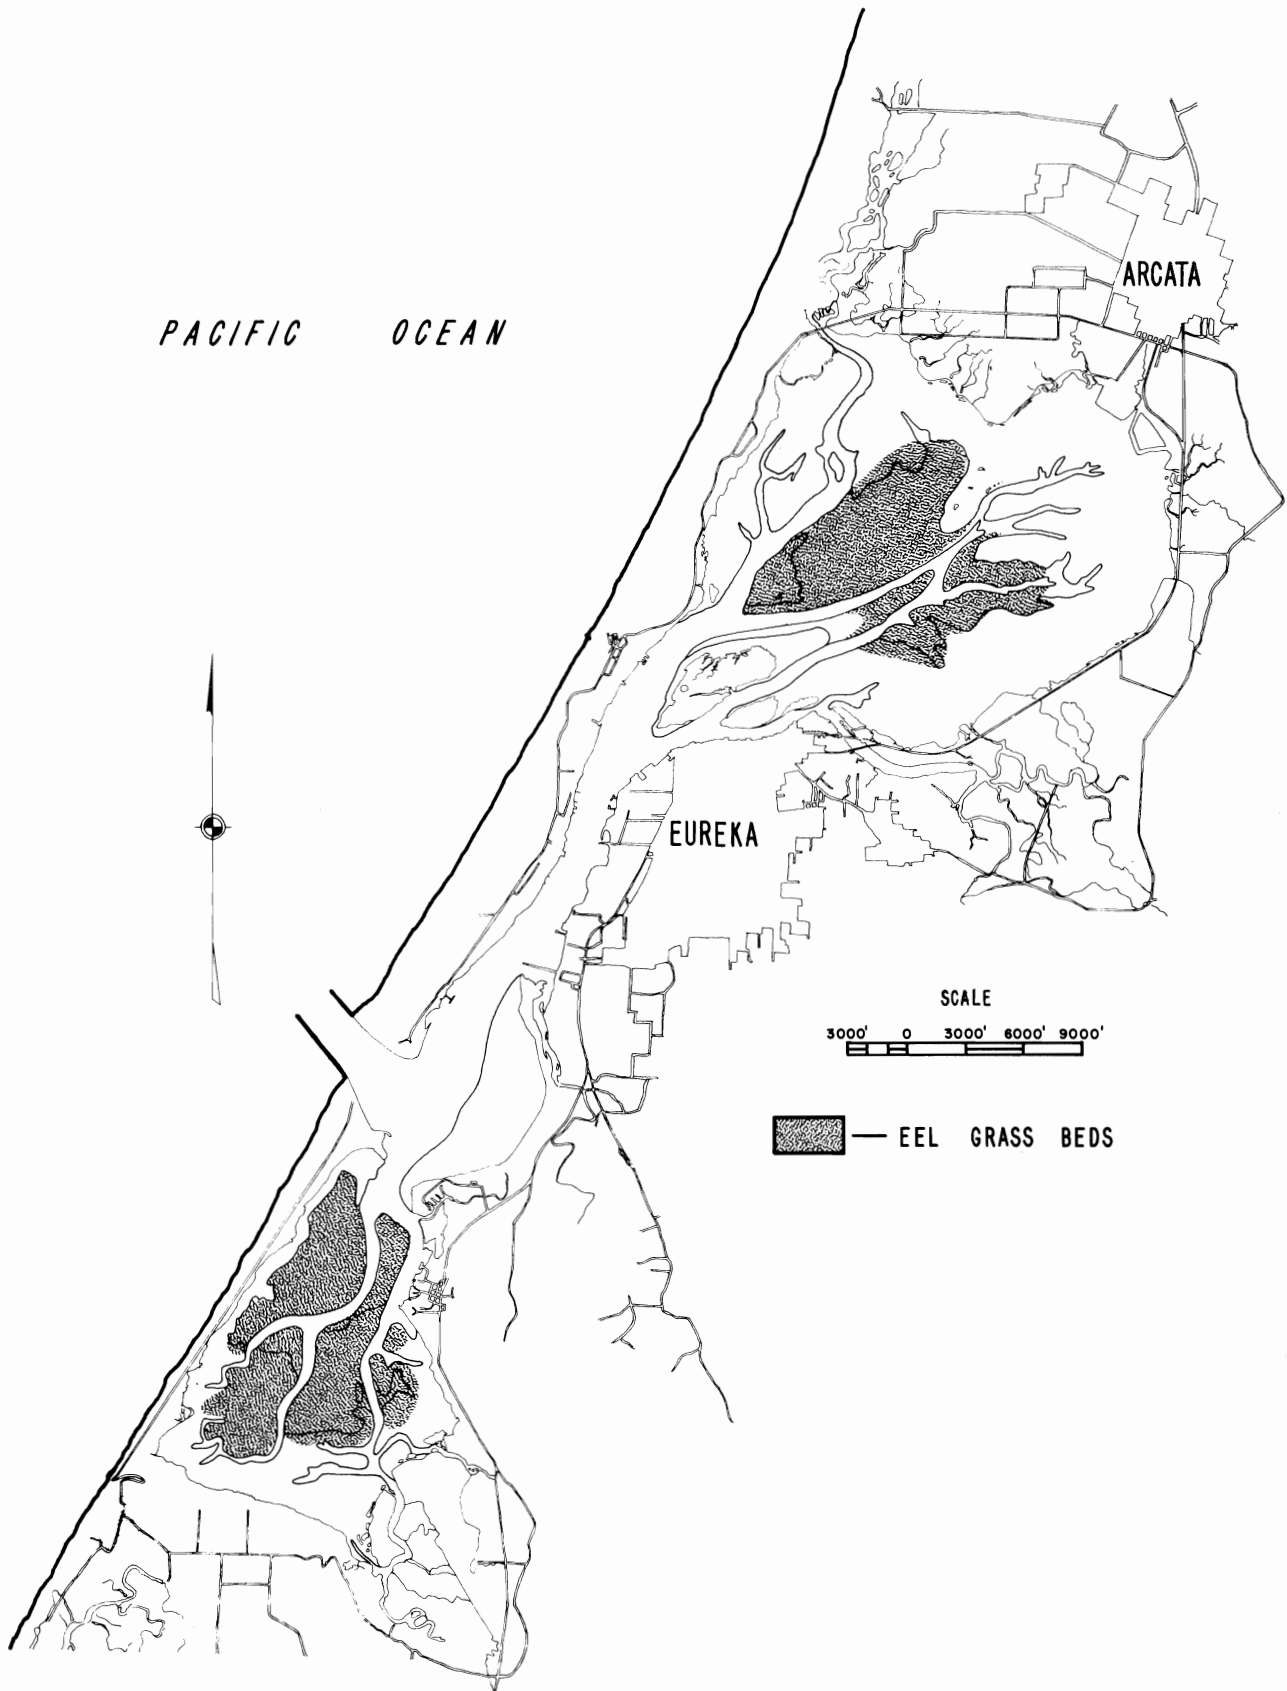 ARCATA
PACIFIC OCEAN
EUREKA
SCALE
3000' 0 3000' 6000' 9000'
EEL GRASS BEDS